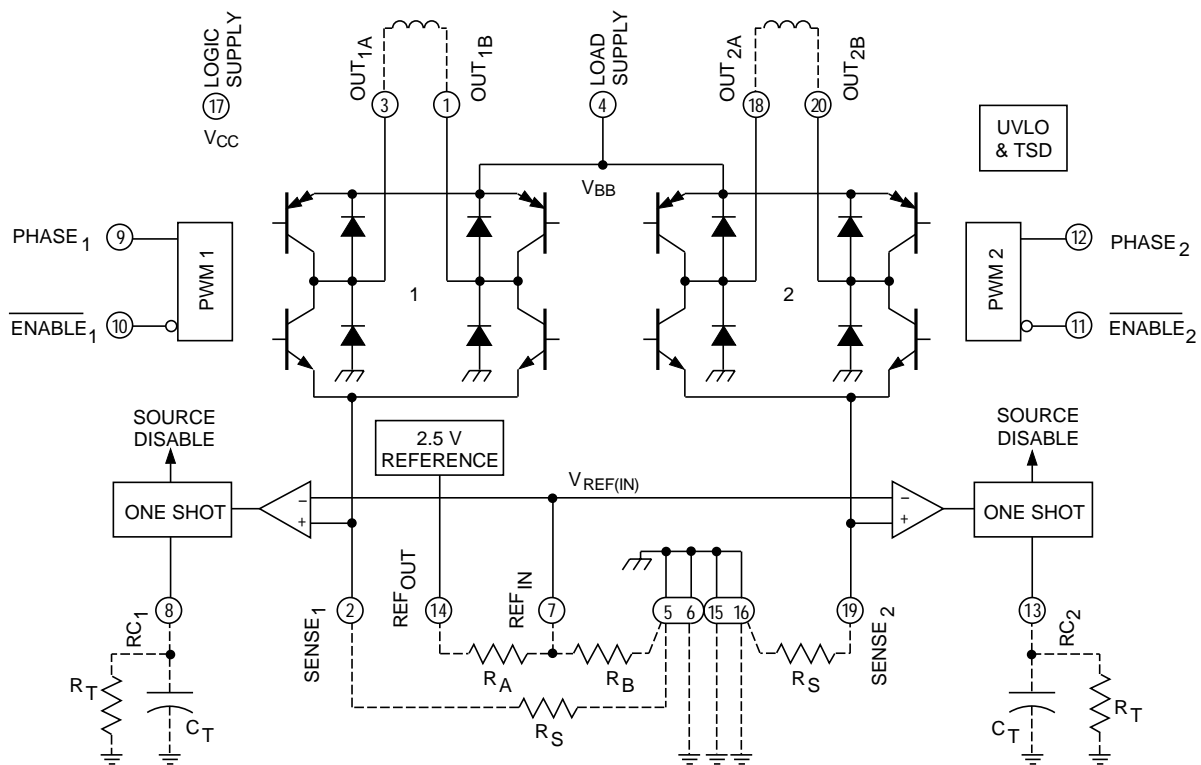 LOGIC SUPPLY
17
VCC
OUT1A
3
OUT1B
1
LOAD SUPPLY
4
OUT2A
18
OUT2B
20
UVLO
& TSD
VBB
PHASE1
9
PWM 1
ENABLE1
10
1
2
PWM 2
12
PHASE2
11
ENABLE2
SOURCE
DISABLE
2.5 V
REFERENCE
SOURCE
DISABLE
VREF(IN)
ONE SHOT
–
+
–
+
ONE SHOT
8
RC1
2
SENSE1
14
REFOUT
7
REFIN
5
6
15
16
19
SENSE2
13
RC2
RT
CT
RA
RB
RS
RS
CT
RT